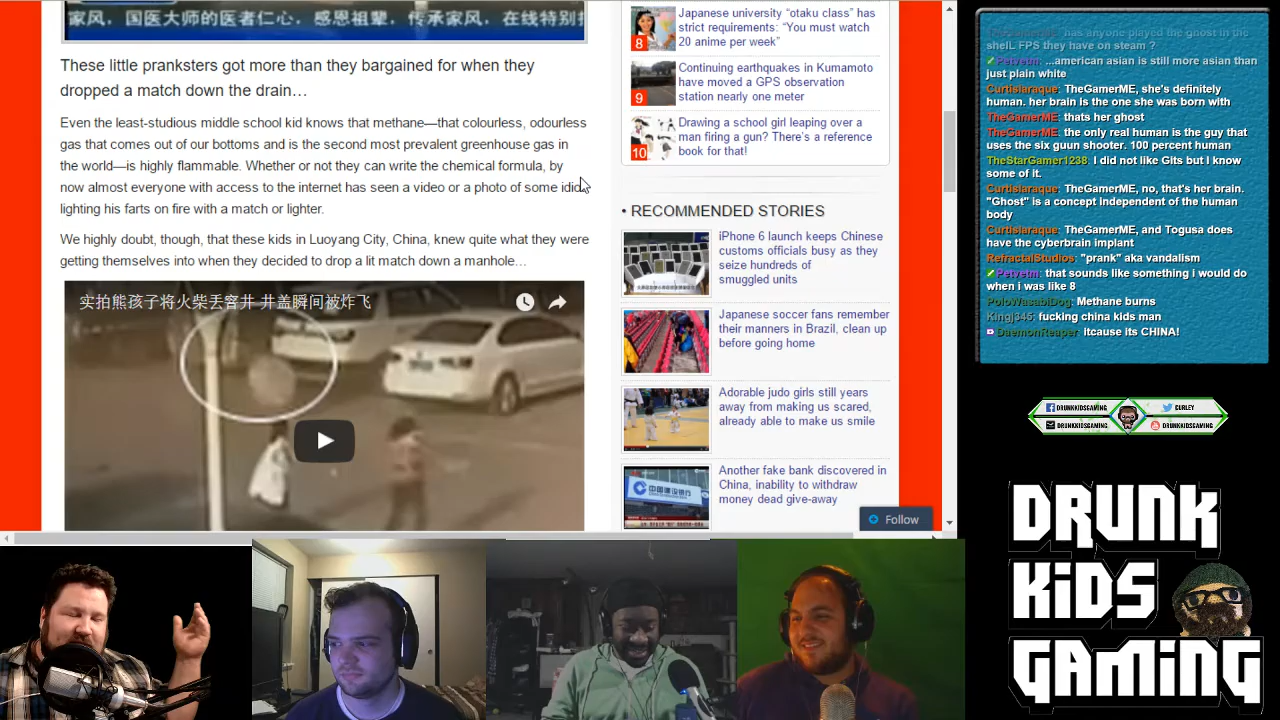 家风，国医大师的医者仁心，感恩祖辈，传承家风，在线特别
These little pranksters got more than they bargained for when they
dropped a match down the drain…
Even the least-studious middle school kid knows that methane—that colourless, odourless
gas that comes out of our bottoms and is the second most prevalent greenhouse gas in
the world—is highly flammable. Whether or not they can write the chemical formula, by
now almost everyone with access to the internet has seen a video or a photo of some idio
lighting his farts on fire with a match or lighter.
We highly doubt, though, that these kids in Luoyang City, China, knew quite what they were
getting themselves into when they decided to drop a lit match down a manhole…
实拍熊孩子将火柴丢窨井 井盖瞬间被炸飞
8
Japanese university “otaku class” has
strict requirements: “You must watch
20 anime per week”
9
Continuing earthquakes in Kumamoto
have moved a GPS observation
station nearly one meter
10
Drawing a school girl leaping over a
man firing a gun? There’s a reference
book for that!
• RECOMMENDED STORIES
iPhone 6 launch keeps Chinese
customs officials busy as they
seize hundreds of
smuggled units
Japanese soccer fans remember
their manners in Brazil, clean up
before going home
Adorable judo girls still years
away from making us scared,
already able to make us smile
中国建设银行
Another fake bank discovered in
China, inability to withdraw
money dead give-away
Follow
TheGamerME: has anyone played the ghost in the
shelL FPS they have on steam ?
Petvetni: ...american asian is still more asian than
just plain white
Curtislaraque: TheGamerME, she's definitely
human. her brain is the one she was born with
TheGamerME: thats her ghost
TheGamerME: the only real human is the guy that
uses the six guun shooter. 100 percent human
TheStarGamer1238: I did not like Gits but I know
some of it.
Curtislaraque: TheGamerME, no, that's her brain.
"Ghost" is a concept independent of the human
body
Curtislaraque: TheGamerME, and Togusa does
have the cyberbrain implant
RefractalStudios: "prank" aka vandalism
Petvetni: that sounds like something i would do
when i was like 8
PoloWasabiDog: Methane burns
Kingj345: fucking china kids man
DaemonReaper: Itcause its CHINA!
DRUNKKIDSGAMING
CURLEY
DRUNKKIDSGAMING
DRUNKKIDSGAMING
DRUNK
KiDS
GAMiNG